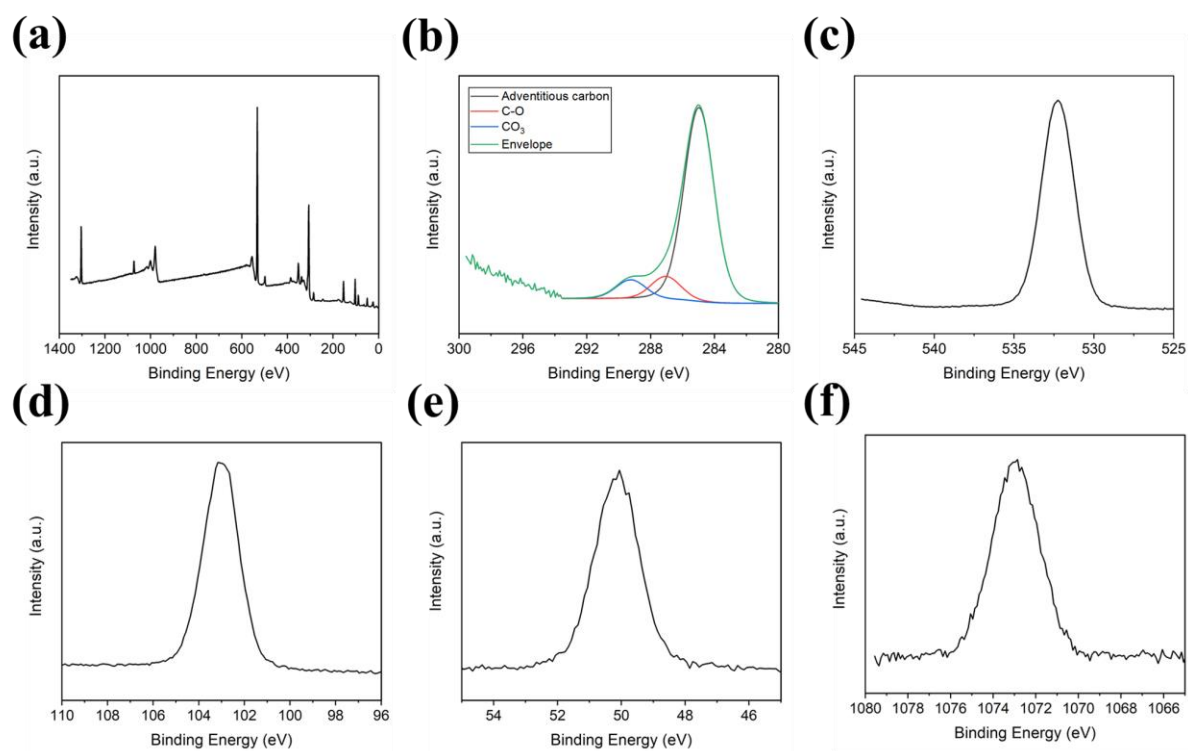 (a)
Intensity (a.u.)
1400 1200 1000 800 600 400 200 0
Binding Energy (eV)
(b)
Adventitious carbon
C-O
CO₃
Envelope
Intensity (a.u.)
300 296 292 288 284 280
Binding Energy (eV)
(c)
Intensity (a.u.)
545 540 535 530 525
Binding Energy (eV)
(d)
Intensity (a.u.)
110 108 106 104 102 100 98 96
Binding Energy (eV)
(e)
Intensity (a.u.)
54 52 50 48 46
Binding Energy (eV)
(f)
Intensity (a.u.)
1080 1078 1076 1074 1072 1070 1068 1066
Binding Energy (eV)